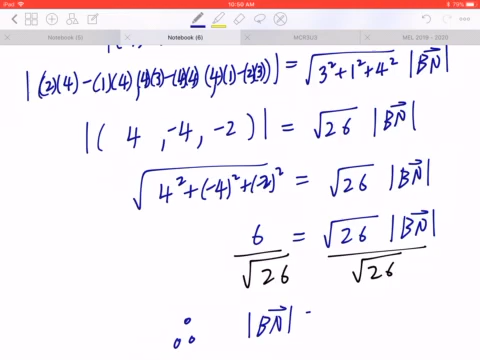 10:56 AM
79%
Notebook (5)
Notebook (6)
MCR3U5
MEL 2019 - 2020
| (2)(4)-(1)(4) (4)(3)-(4)(4) (4)(1)-(2)(3))| = √3²+1²+4² |BN|
|( 4 , -4, -2 )| = √26 |BN|
√4²+(-4)²+(-2)² = √26 |BN|
6/√26 = √26 |BN|/√26
∴ |BN| -